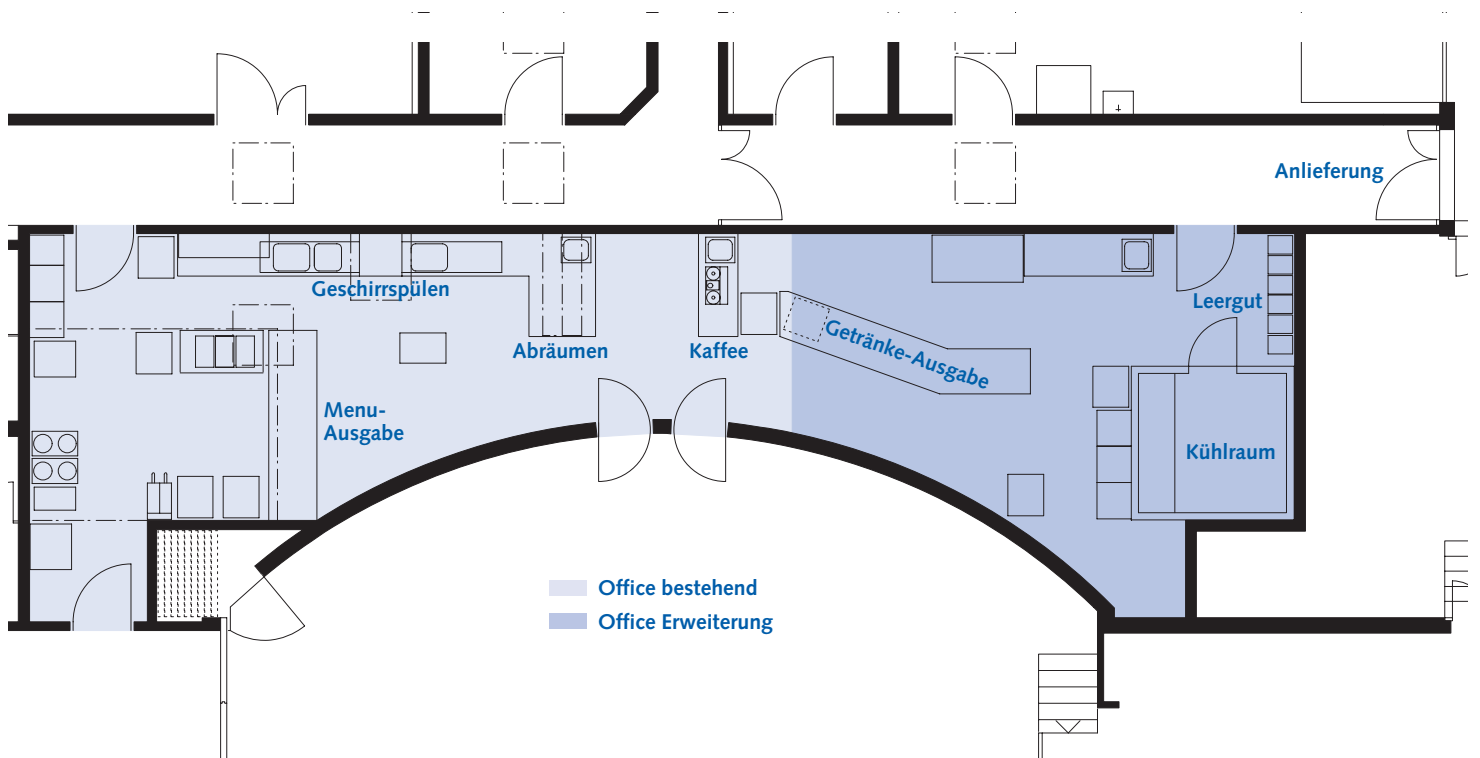 Anlieferung
Geschirrspülen
Leergut
Abräumen
Kaffee
Getränke-Ausgabe
Menu-
Ausgabe
Kühlraum
Office bestehend
Office Erweiterung